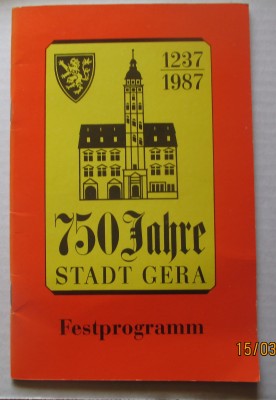 1237
1987
750 Jahre
STADT GERA
Festprogramm
15/03